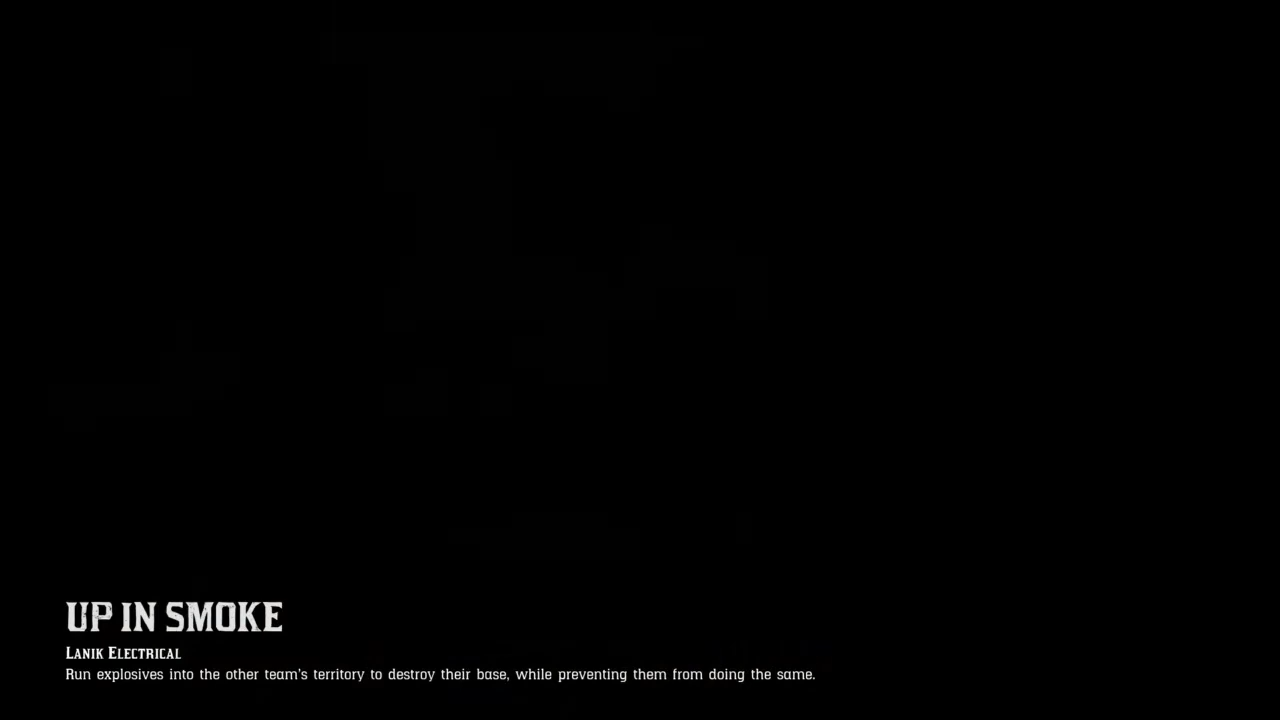 UP IN SMOKE
Lanik Electrical
Run explosives into the other team's territory to destroy their base, while preventing them from doing the same.